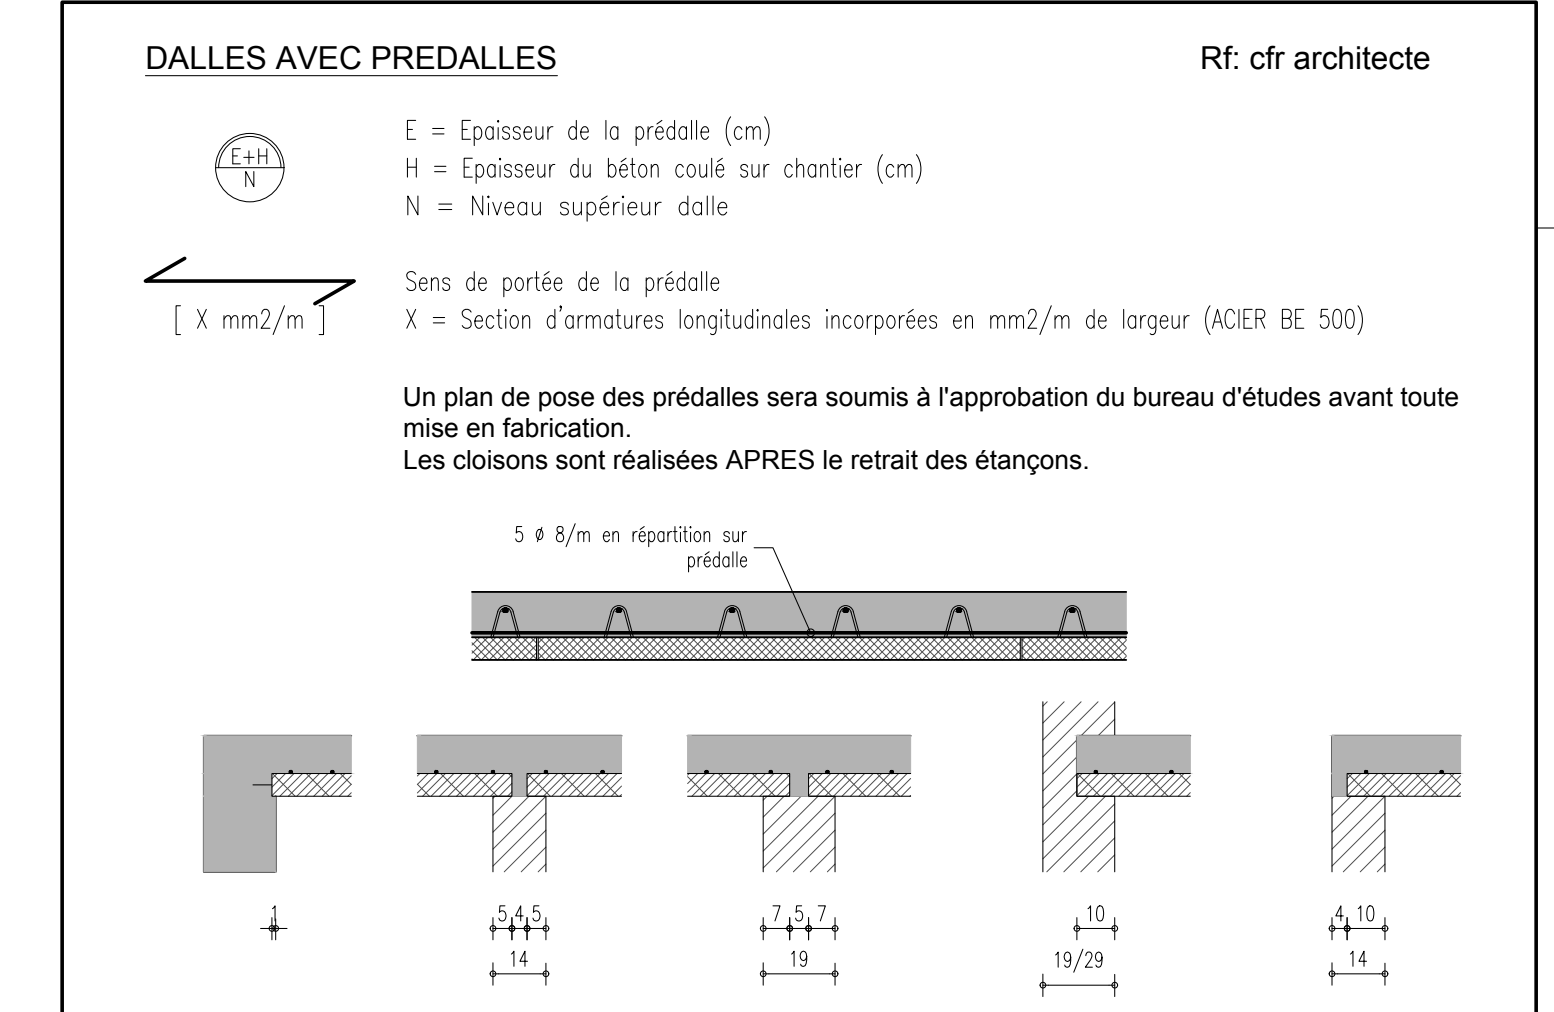 DALLES AVEC PREDALLES
Rf: cfr architecte
E+H
N
E = Epaisseur de la prédalle (cm)
H = Epaisseur du béton coulé sur chantier (cm)
N = Niveau supérieur dalle
[ X mm2/m ]
Sens de portée de la prédalle
X = Section d'armatures longitudinales incorporées en mm2/m de largeur (ACIER BE 500)
Un plan de pose des prédalles sera soumis à l'approbation du bureau d'études avant toute
mise en fabrication.
Les cloisons sont réalisées APRES le retrait des étançons.
5 ø 8/m en répartition sur
prédalle
1
5 4 5
7 5 7
10
4 10
14
19
19/29
14